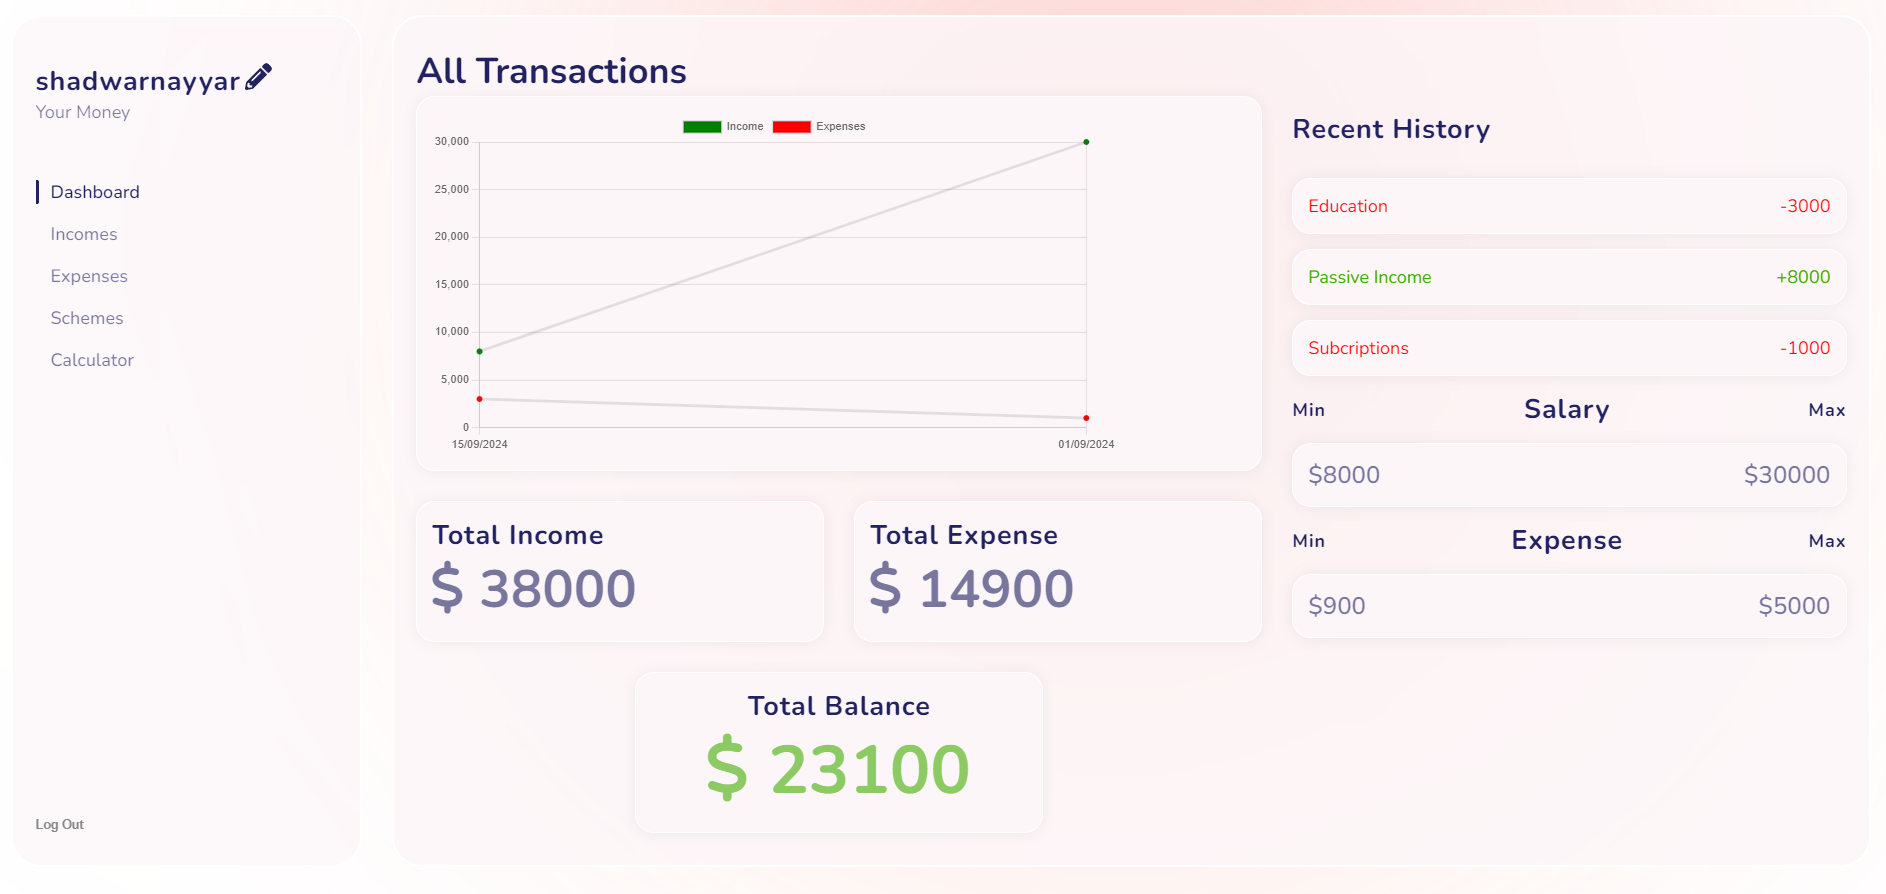 shadwarnayyar
Your Money
Dashboard
Incomes
Expenses
Schemes
Calculator
Log Out
All Transactions
Income Expenses
30,000
25,000
20,000
15,000
10,000
5,000
0
15/09/2024 01/09/2024
Total Income
$ 38000
Total Expense
$ 14900
Total Balance
$ 23100
Recent History
Education -3000
Passive Income +8000
Subcriptions -1000
Min Salary Max
$8000 $30000
Min Expense Max
$900 $5000